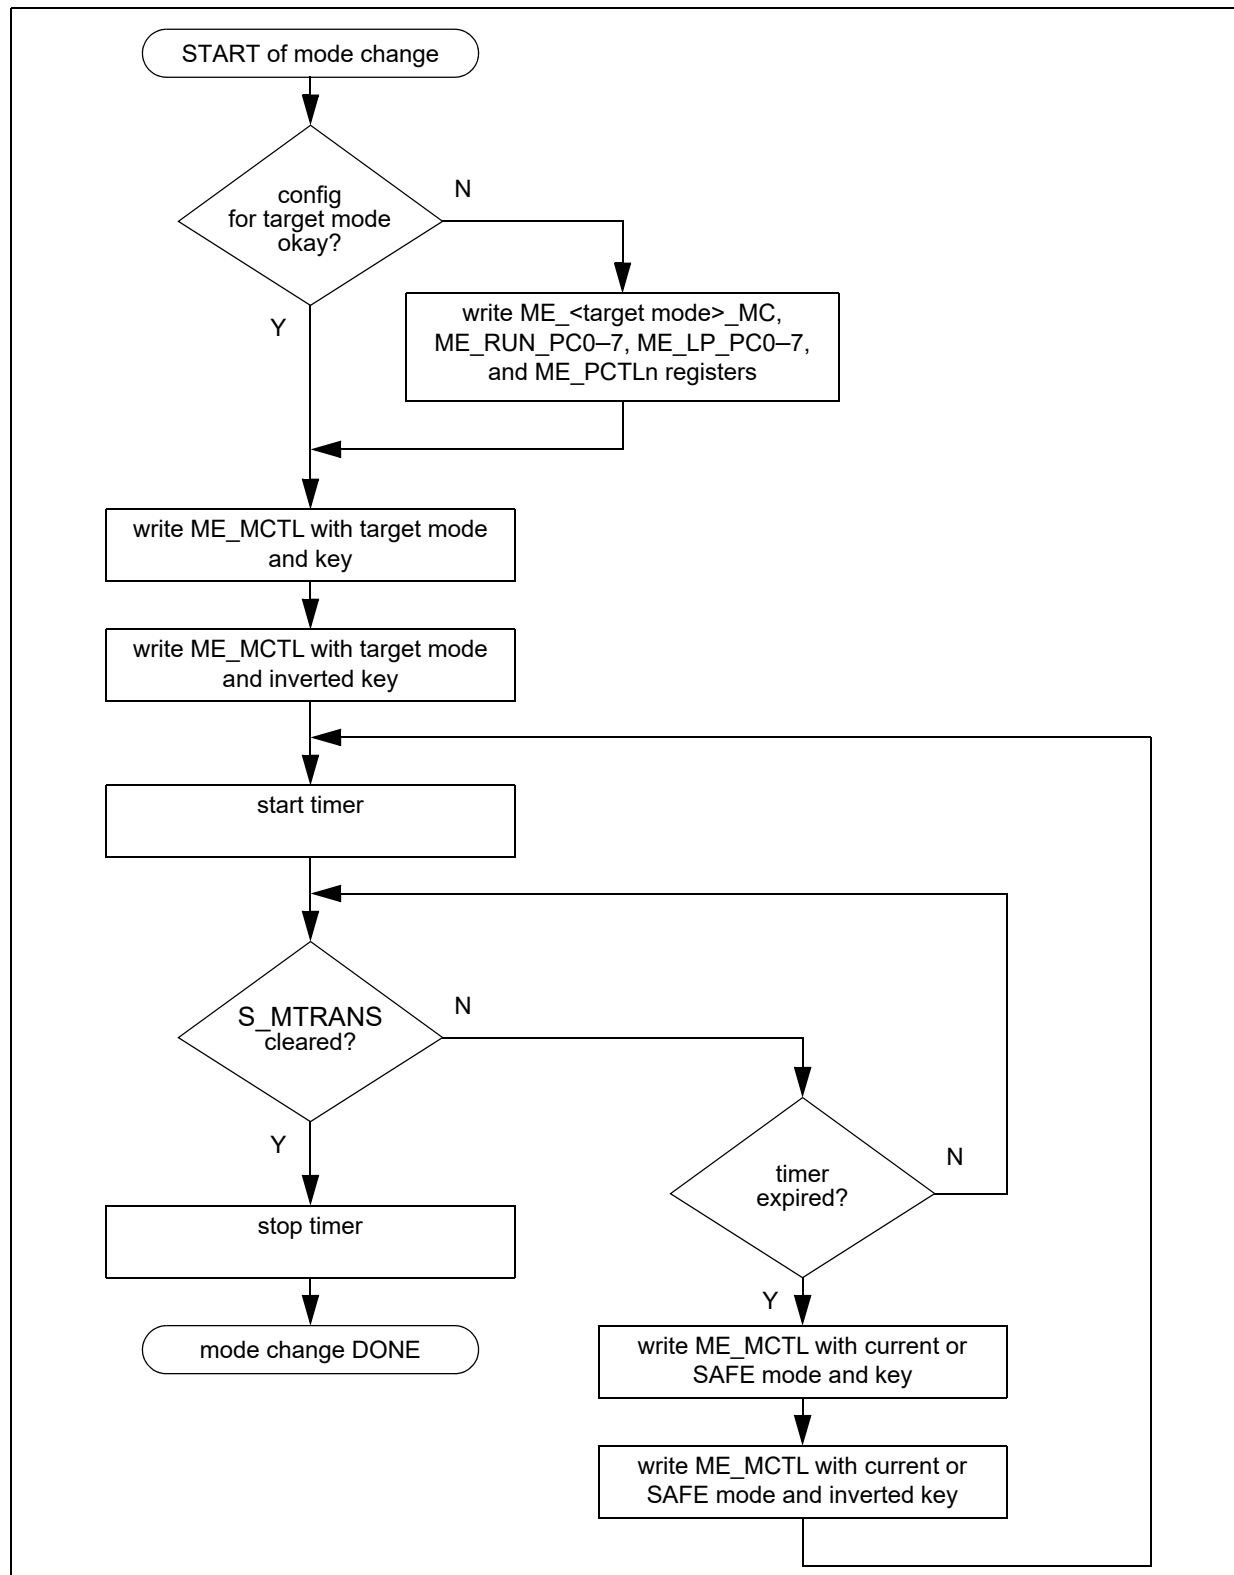 START of mode change
config
for target mode
okay?
N
Y
write ME_<target mode>_MC,
ME_RUN_PC0–7, ME_LP_PC0–7,
and ME_PCTLn registers
write ME_MCTL with target mode
and key
write ME_MCTL with target mode
and inverted key
start timer
S_MTRANS
cleared?
N
Y
timer
expired?
N
Y
stop timer
mode change DONE
write ME_MCTL with current or
SAFE mode and key
write ME_MCTL with current or
SAFE mode and inverted key